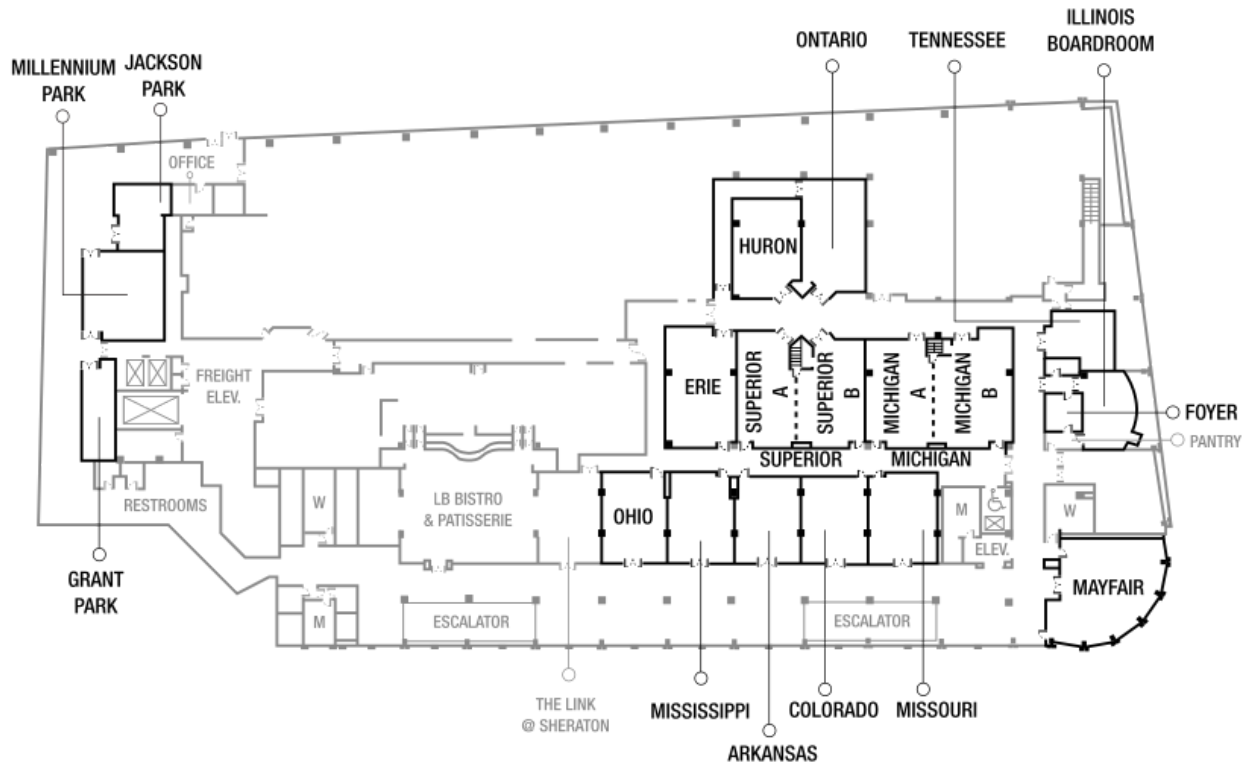 ILLINOIS
BOARDROOM
ONTARIO
TENNESSEE
JACKSON
PARK
MILLENNIUM
PARK
OFFICE
HURON
FREIGHT
ELEV.
ERIE
SUPERIOR
A
SUPERIOR
B
MICHIGAN
A
MICHIGAN
B
FOYER
PANTRY
SUPERIOR
MICHIGAN
RESTROOMS
W
LB BISTRO
& PATISSERIE
OHIO
M
W
ELEV.
GRANT
PARK
MAYFAIR
M
ESCALATOR
ESCALATOR
THE LINK
@ SHERATON
MISSISSIPPI
COLORADO
MISSOURI
ARKANSAS